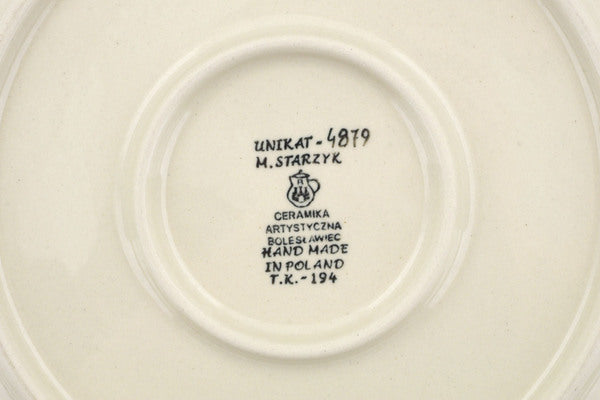 UNIKAT - 4879
M. STARZYK
CERAMIKA
ARTYSTYCZNA
BOLESŁAWIEC
HAND MADE
IN POLAND
T.K. - 194